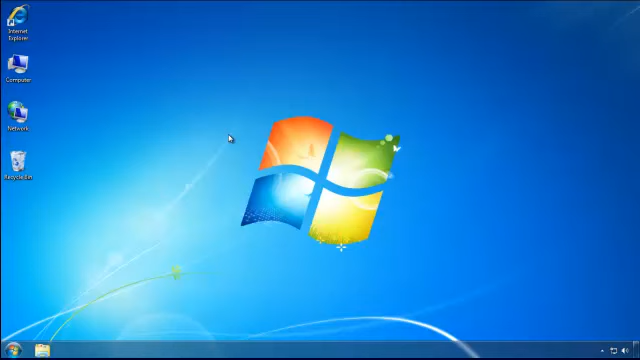 Internet
Explorer
Computer
Network
Recycle Bin